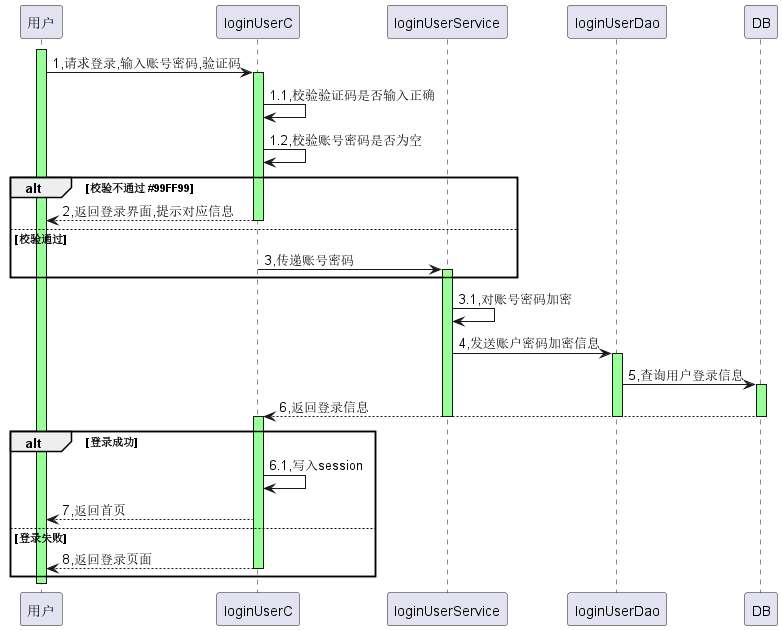 用户 loginUserC loginUserService loginUserDao DB
1,请求登录,输入账号密码,验证码
1.1,校验验证码是否输入正确
1.2,校验账号密码是否为空
alt [校验不通过 #99FF99]
2,返回登录界面,提示对应信息
[校验通过]
3,传递账号密码
3.1,对账号密码加密
4,发送账户密码加密信息
5,查询用户登录信息
6,返回登录信息
alt [登录成功]
6.1,写入session
7,返回首页
[登录失败]
8,返回登录页面
用户 loginUserC loginUserService loginUserDao DB